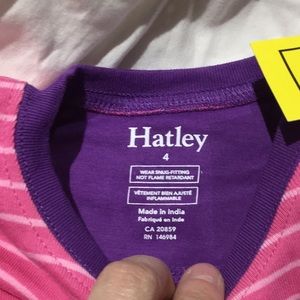 Hatley
4
WEAR SNUG-FITTING
NOT FLAME RETARDANT
VÊTEMENT BIEN AJUSTÉ
INFLAMMABLE
Made in India
Fabriqué en Inde
CA 20859
RN 146984